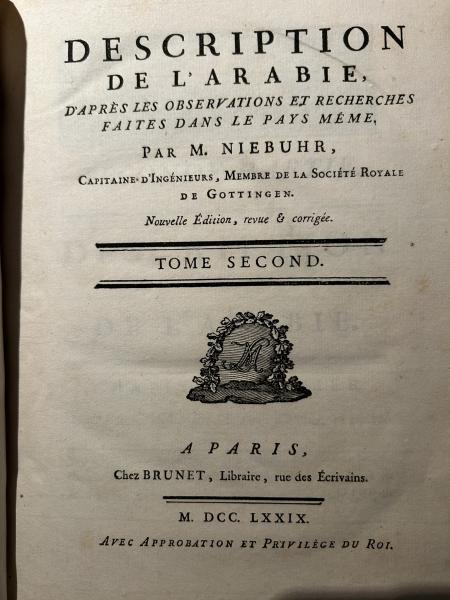 DESCRIPTION
DE L'ARABIE,
D'APRÈS LES OBSERVATIONS ET RECHERCHES
FAITES DANS LE PAYS MÊME,
PAR M. NIEBUHR,
CAPITAINE D'INGÉNIEURS, MEMBRE DE LA SOCIÉTÉ ROYALE
DE GOTTINGEN.
Nouvelle Édition, revue & corrigée.
TOME SECOND.
A PARIS,
Chez BRUNET, Libraire, rue des Écrivains.
M. DCC. LXXIX.
AVEC APPROBATION ET PRIVILÈGE DU ROI.